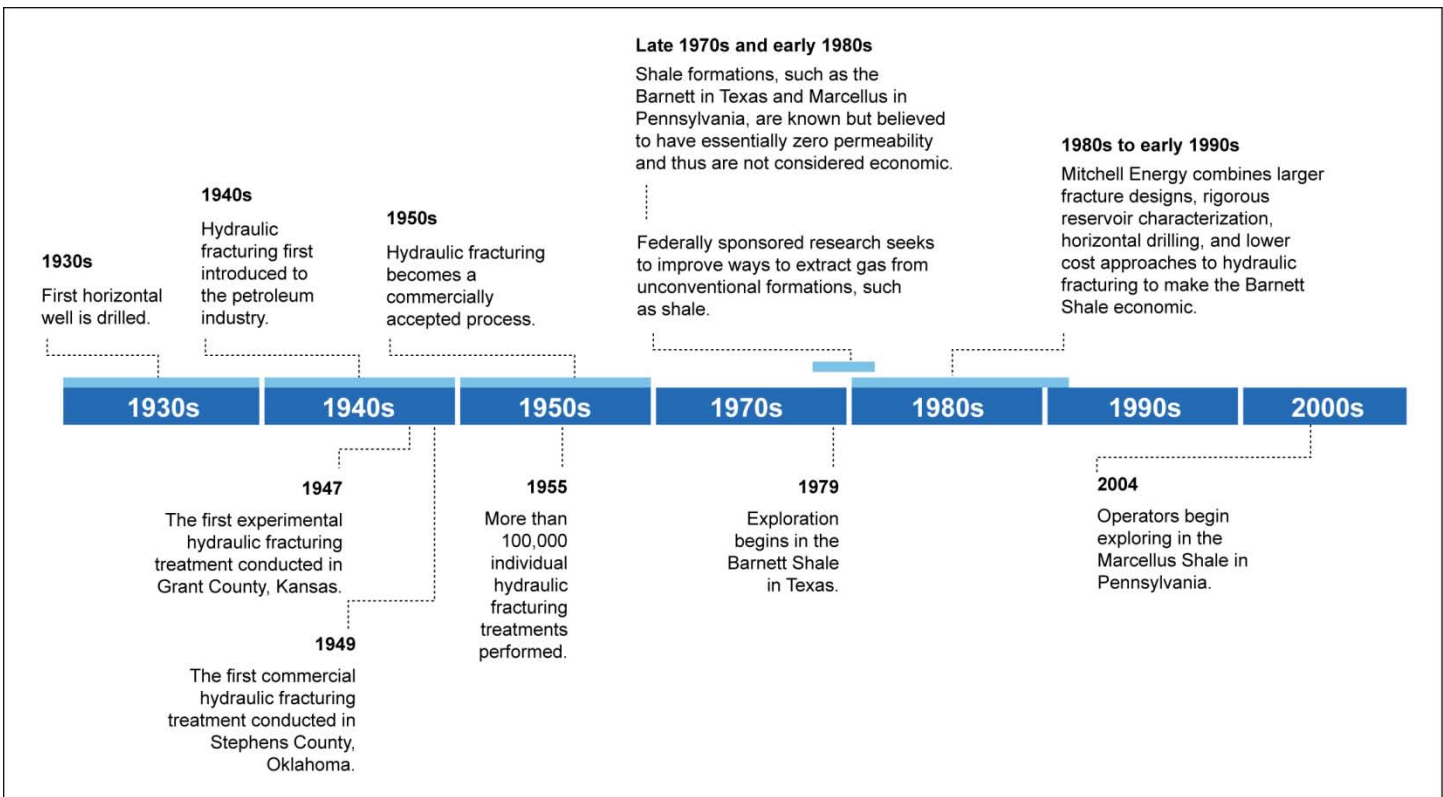 1930s
First horizontal
well is drilled.
1940s
Hydraulic
fracturing first
introduced to
the petroleum
industry.
1950s
Hydraulic fracturing
becomes a
commercially
accepted process.
Late 1970s and early 1980s
Shale formations, such as the
Barnett in Texas and Marcellus in
Pennsylvania, are known but believed
to have essentially zero permeability
and thus are not considered economic.
Federally sponsored research seeks
to improve ways to extract gas from
unconventional formations, such
as shale.
1980s to early 1990s
Mitchell Energy combines larger
fracture designs, rigorous
reservoir characterization,
horizontal drilling, and lower
cost approaches to hydraulic
fracturing to make the Barnett
Shale economic.
1930s
1940s
1950s
1970s
1980s
1990s
2000s
1947
The first experimental
hydraulic fracturing
treatment conducted in
Grant County, Kansas.
1949
The first commercial
hydraulic fracturing
treatment conducted in
Stephens County,
Oklahoma.
1955
More than
100,000
individual
hydraulic
fracturing
treatments
performed.
1979
Exploration
begins in the
Barnett Shale
in Texas.
2004
Operators begin
exploring in the
Marcellus Shale in
Pennsylvania.